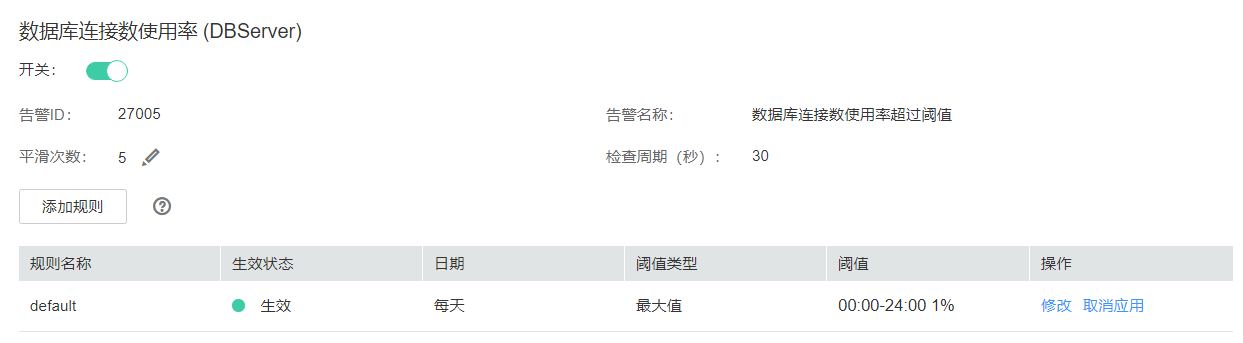 数据库连接数使用率 (DBServer)
开关：
告警ID： 27005 告警名称： 数据库连接数使用率超过阈值
平滑次数： 5 检查周期（秒）： 30
添加规则 ?
规则名称 生效状态 日期 阈值类型 阈值 操作
default 生效 每天 最大值 00:00-24:00 1% 修改 取消应用